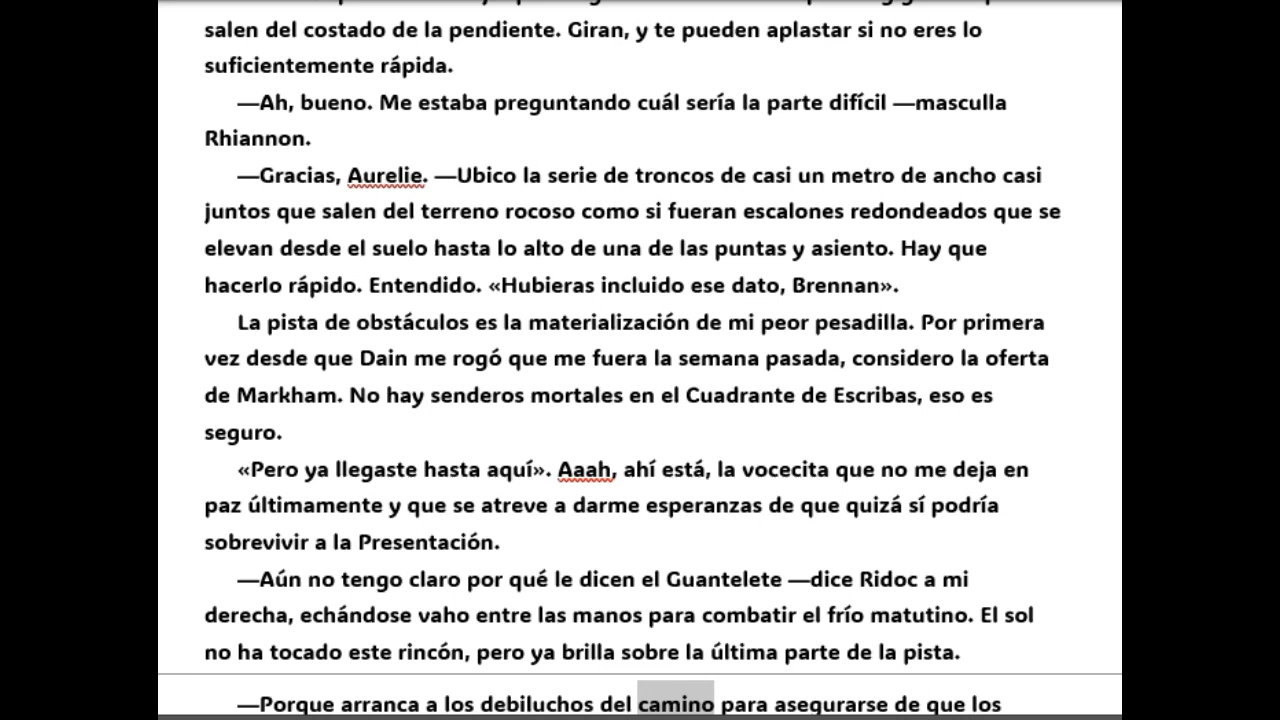 salen del costado de la pendiente. Giran, y te pueden aplastar si no eres lo
suficientemente rápida.
—Ah, bueno. Me estaba preguntando cuál sería la parte difícil —masculla
Rhiannon.
—Gracias, Aurelie. —Ubico la serie de troncos de casi un metro de ancho casi
juntos que salen del terreno rocoso como si fueran escalones redondeados que se
elevan desde el suelo hasta lo alto de una de las puntas y asiento. Hay que
hacerlo rápido. Entendido. «Hubieras incluido ese dato, Brennan».
La pista de obstáculos es la materialización de mi peor pesadilla. Por primera
vez desde que Dain me rogó que me fuera la semana pasada, considero la oferta
de Markham. No hay senderos mortales en el Cuadrante de Escribas, eso es
seguro.
«Pero ya llegaste hasta aquí». Aaah, ahí está, la vocecita que no me deja en
paz últimamente y que se atreve a darme esperanzas de que quizá sí podría
sobrevivir a la Presentación.
—Aún no tengo claro por qué le dicen el Guantelete —dice Ridoc a mi
derecha, echándose vaho entre las manos para combatir el frío matutino. El sol
no ha tocado este rincón, pero ya brilla sobre la última parte de la pista.
—Porque arranca a los debiluchos del camino para asegurarse de que los